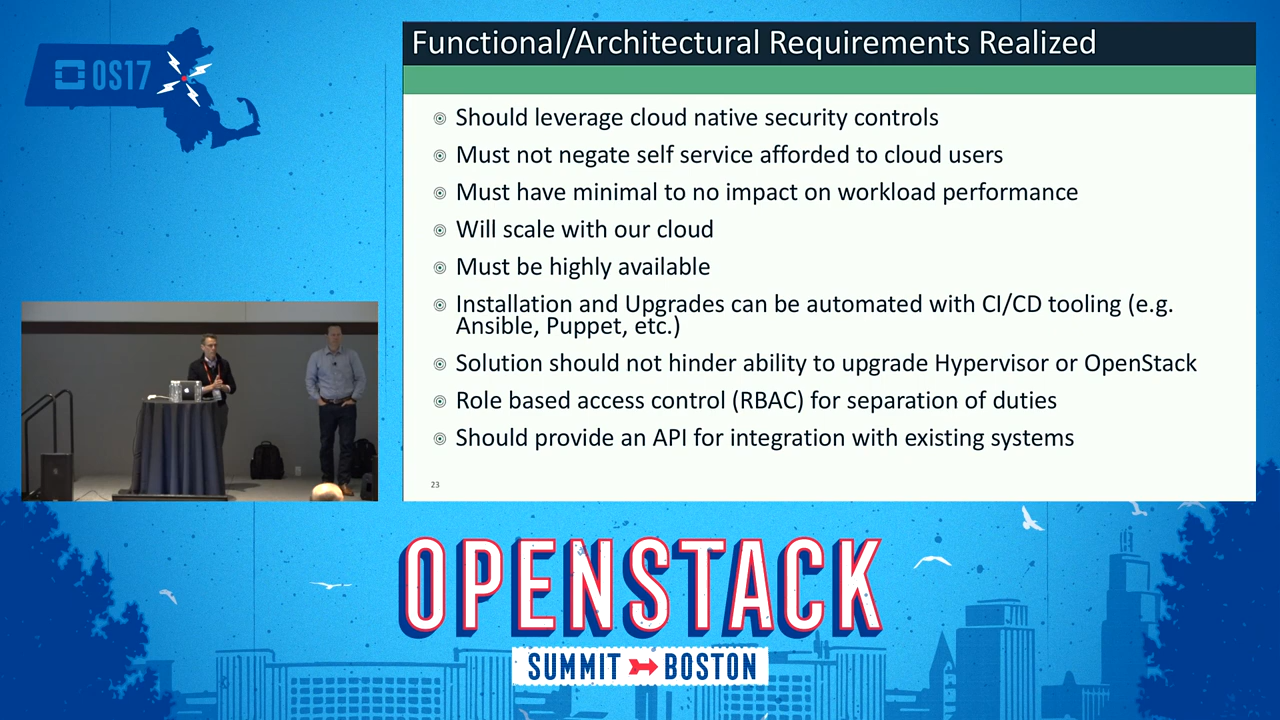 OS17
Functional/Architectural Requirements Realized
Should leverage cloud native security controls
Must not negate self service afforded to cloud users
Must have minimal to no impact on workload performance
Will scale with our cloud
Must be highly available
Installation and Upgrades can be automated with CI/CD tooling (e.g.
Ansible, Puppet, etc.)
Solution should not hinder ability to upgrade Hypervisor or OpenStack
Role based access control (RBAC) for separation of duties
Should provide an API for integration with existing systems
23
OPENSTACK
SUMMIT BOSTON